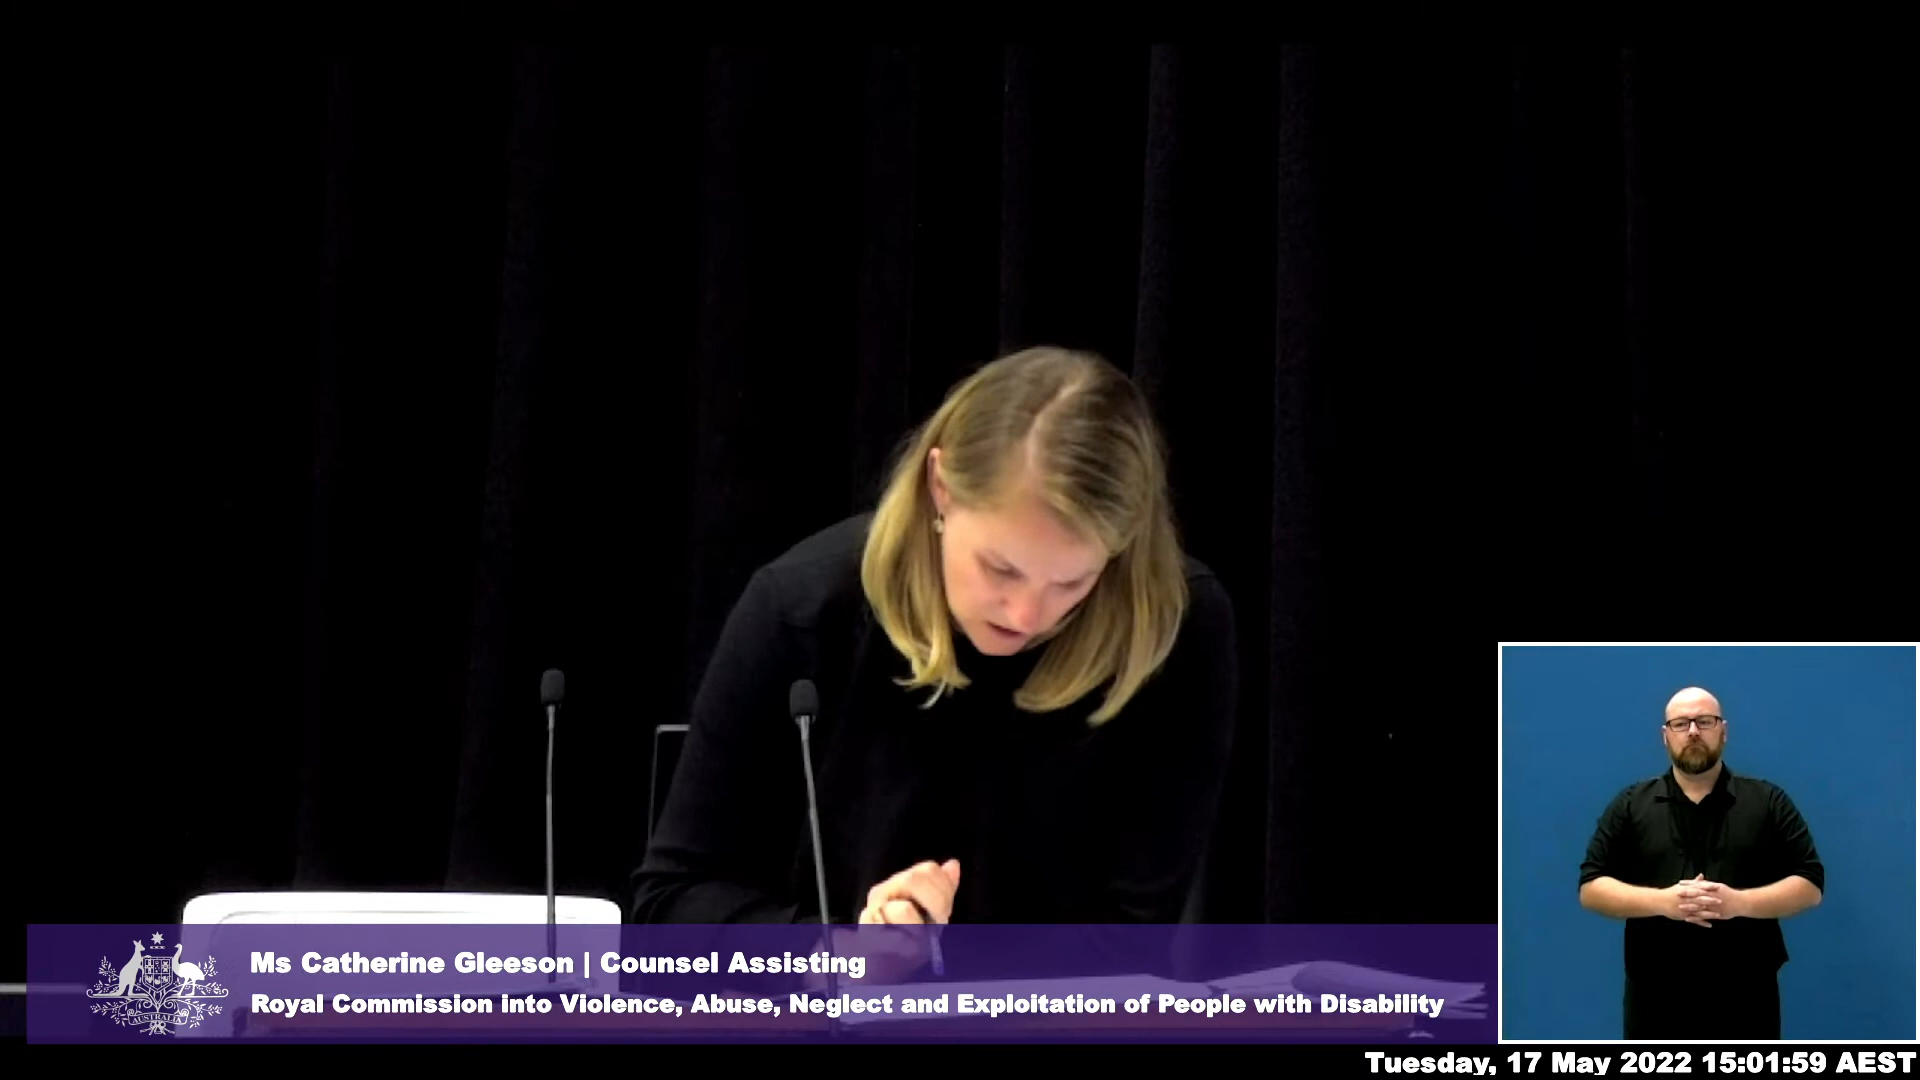 Ms Catherine Gleeson | Counsel Assisting
Royal Commission into Violence, Abuse, Neglect and Exploitation of People with Disability
AUSTRALIA
Tuesday, 17 May 2022 15:01:59 AEST